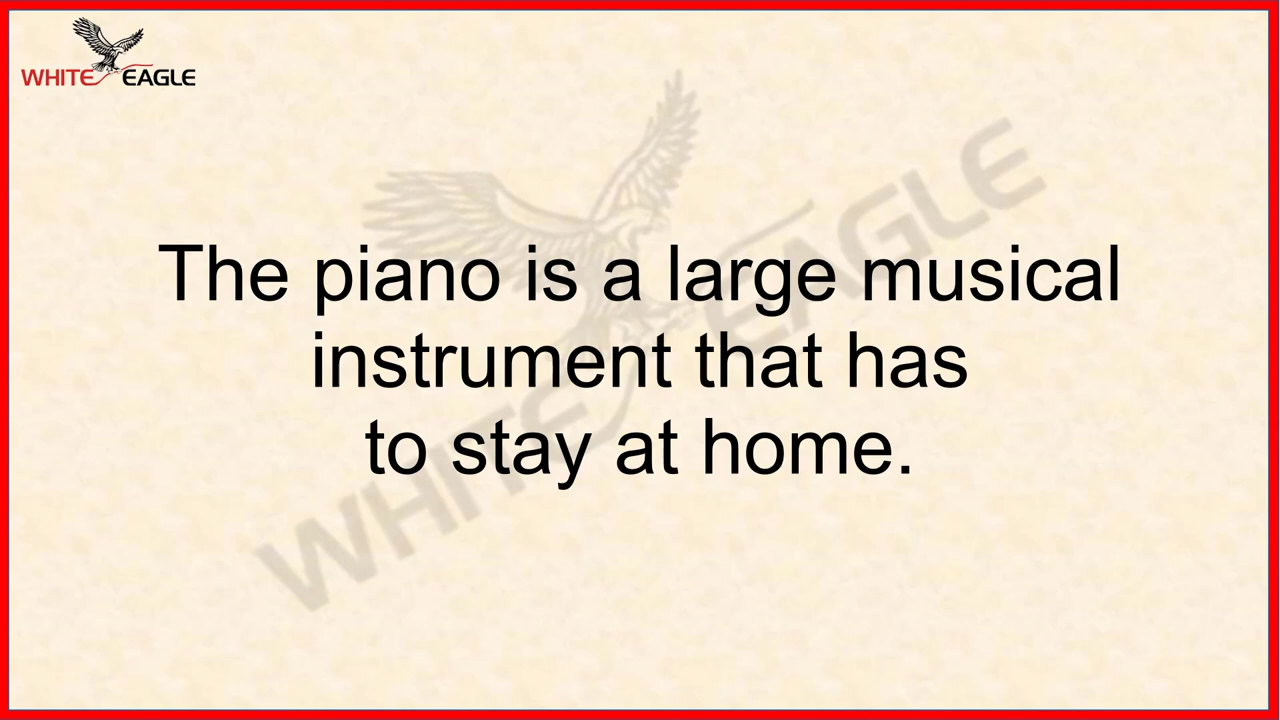 WHITE EAGLE
The piano is a large musical
instrument that has
to stay at home.
WHITE EAGLE